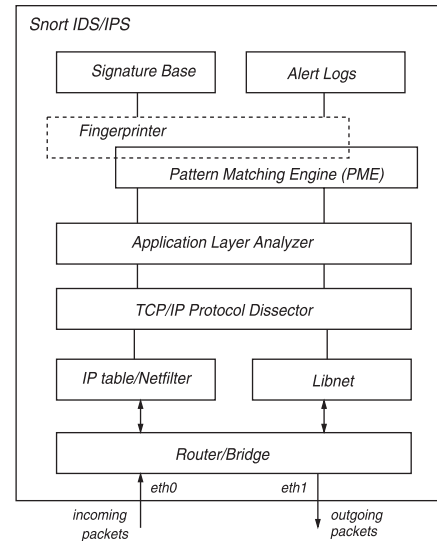 Snort IDS/IPS
Signature Base
Alert Logs
Fingerprinter
Pattern Matching Engine (PME)
Application Layer Analyzer
TCP/IP Protocol Dissector
IP table/Netfilter
Libnet
Router/Bridge
eth0
eth1
incoming
packets
outgoing
packets